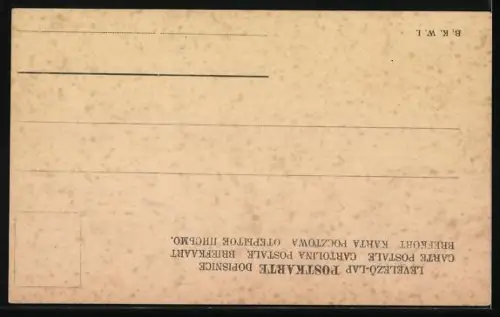 LEVELEZŐ-LAP POSTKARTE DOPISNICE
CARTE POSTALE CARTOLINA POSTALE BRIEFKAART
BREFKORT KARTA POCZTOWA ОТКРЫТОЕ ПИСЬМО.
B. K. W. I.